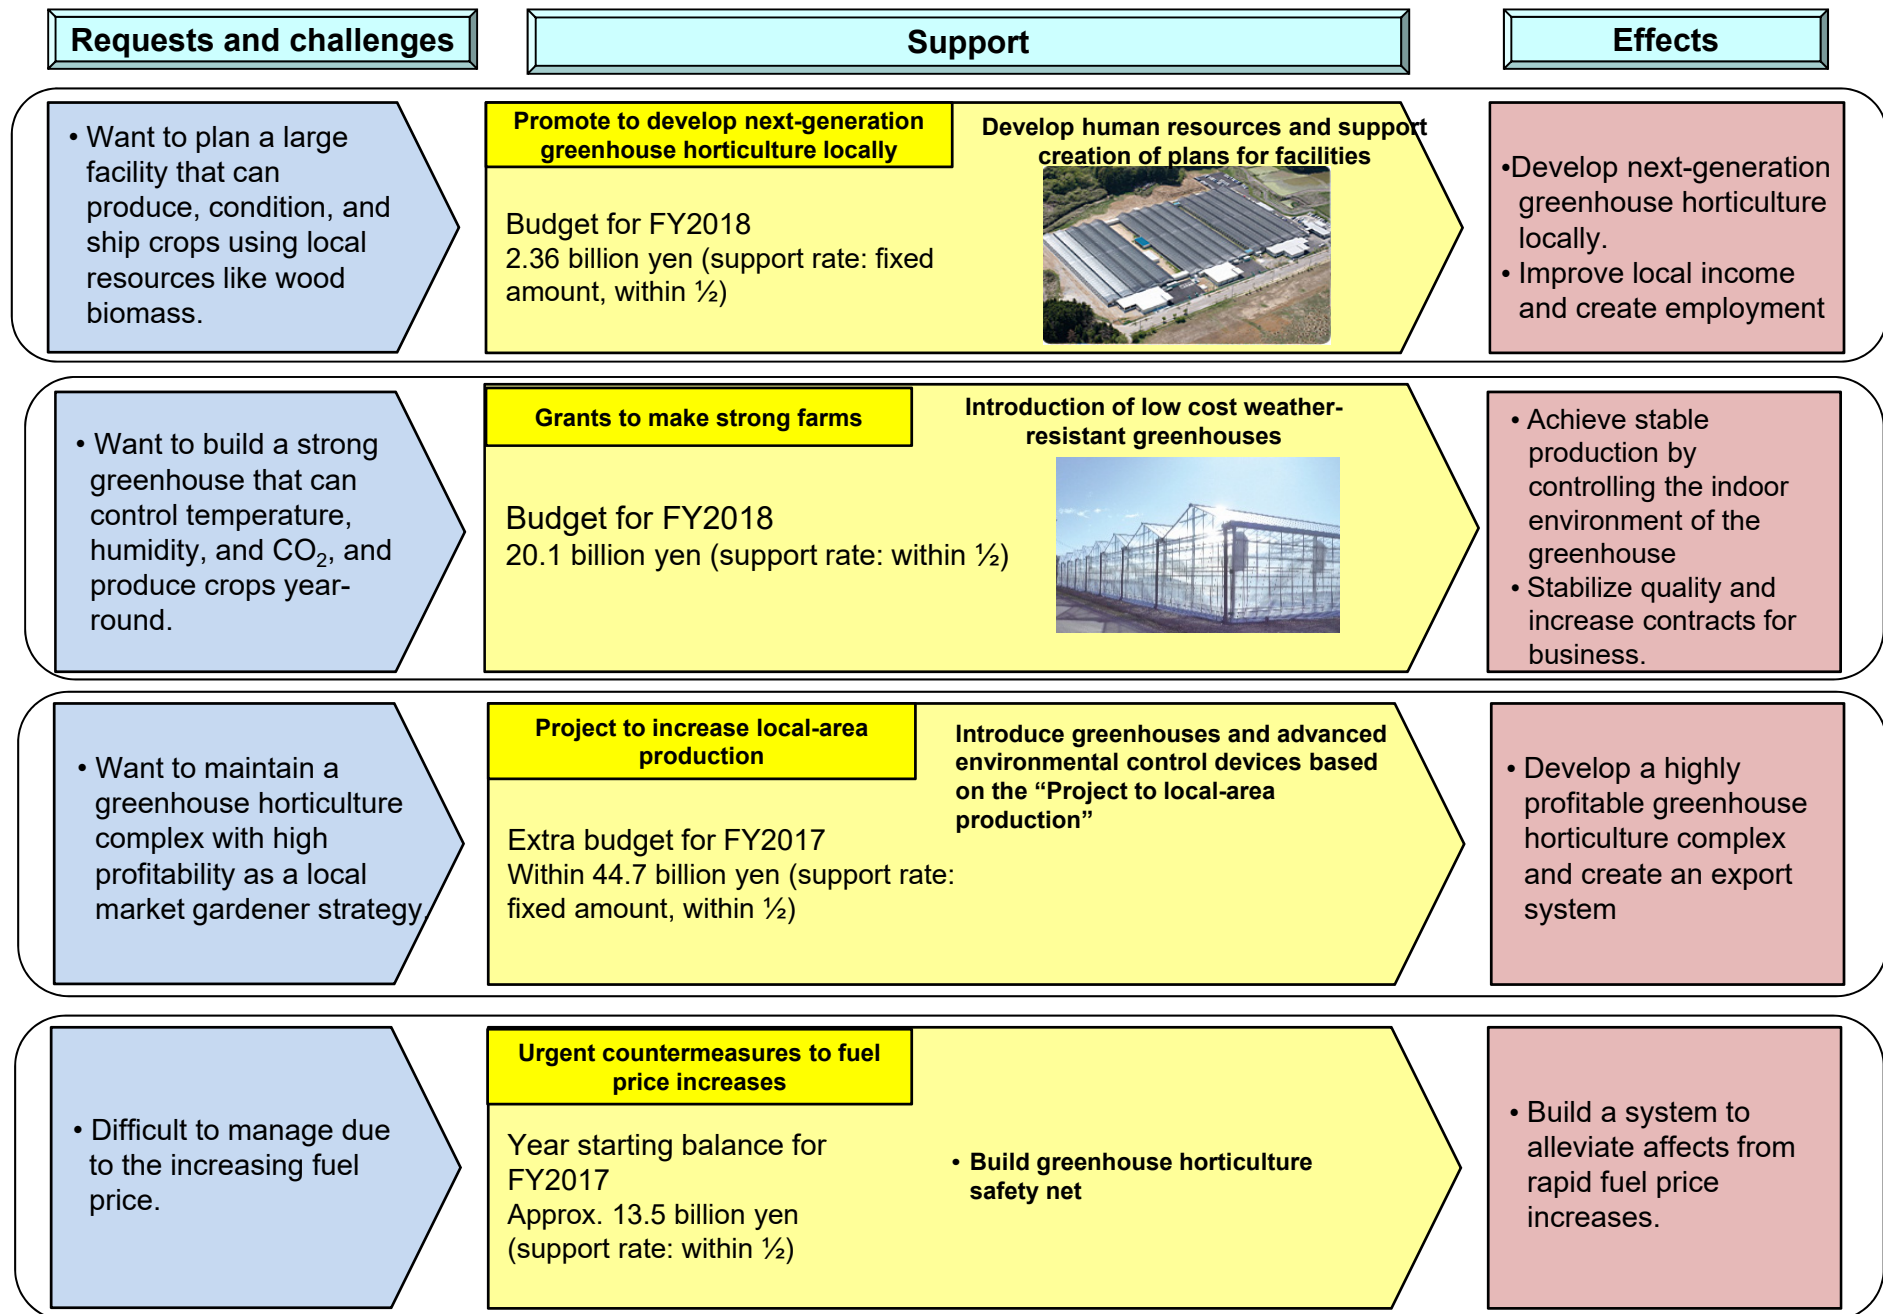 Requests and challenges
Support
Effects
• Want to plan a large
facility that can
produce, condition, and
ship crops using local
resources like wood
biomass.
Promote to develop next-generation
greenhouse horticulture locally
Budget for FY2018
2.36 billion yen (support rate: fixed
amount, within ½)
Develop human resources and support
creation of plans for facilities
•Develop next-generation
greenhouse horticulture
locally.
• Improve local income
and create employment
• Want to build a strong
greenhouse that can
control temperature,
humidity, and CO₂, and
produce crops year-
round.
Grants to make strong farms
Budget for FY2018
20.1 billion yen (support rate: within ½)
Introduction of low cost weather-
resistant greenhouses
• Achieve stable
production by
controlling the indoor
environment of the
greenhouse
• Stabilize quality and
increase contracts for
business.
• Want to maintain a
greenhouse horticulture
complex with high
profitability as a local
market gardener strategy.
Project to increase local-area
production
Extra budget for FY2017
Within 44.7 billion yen (support rate:
fixed amount, within ½)
Introduce greenhouses and advanced
environmental control devices based
on the “Project to local-area
production”
• Develop a highly
profitable greenhouse
horticulture complex
and create an export
system
• Difficult to manage due
to the increasing fuel
price.
Urgent countermeasures to fuel
price increases
Year starting balance for
FY2017
Approx. 13.5 billion yen
(support rate: within ½)
• Build greenhouse horticulture
safety net
• Build a system to
alleviate affects from
rapid fuel price
increases.